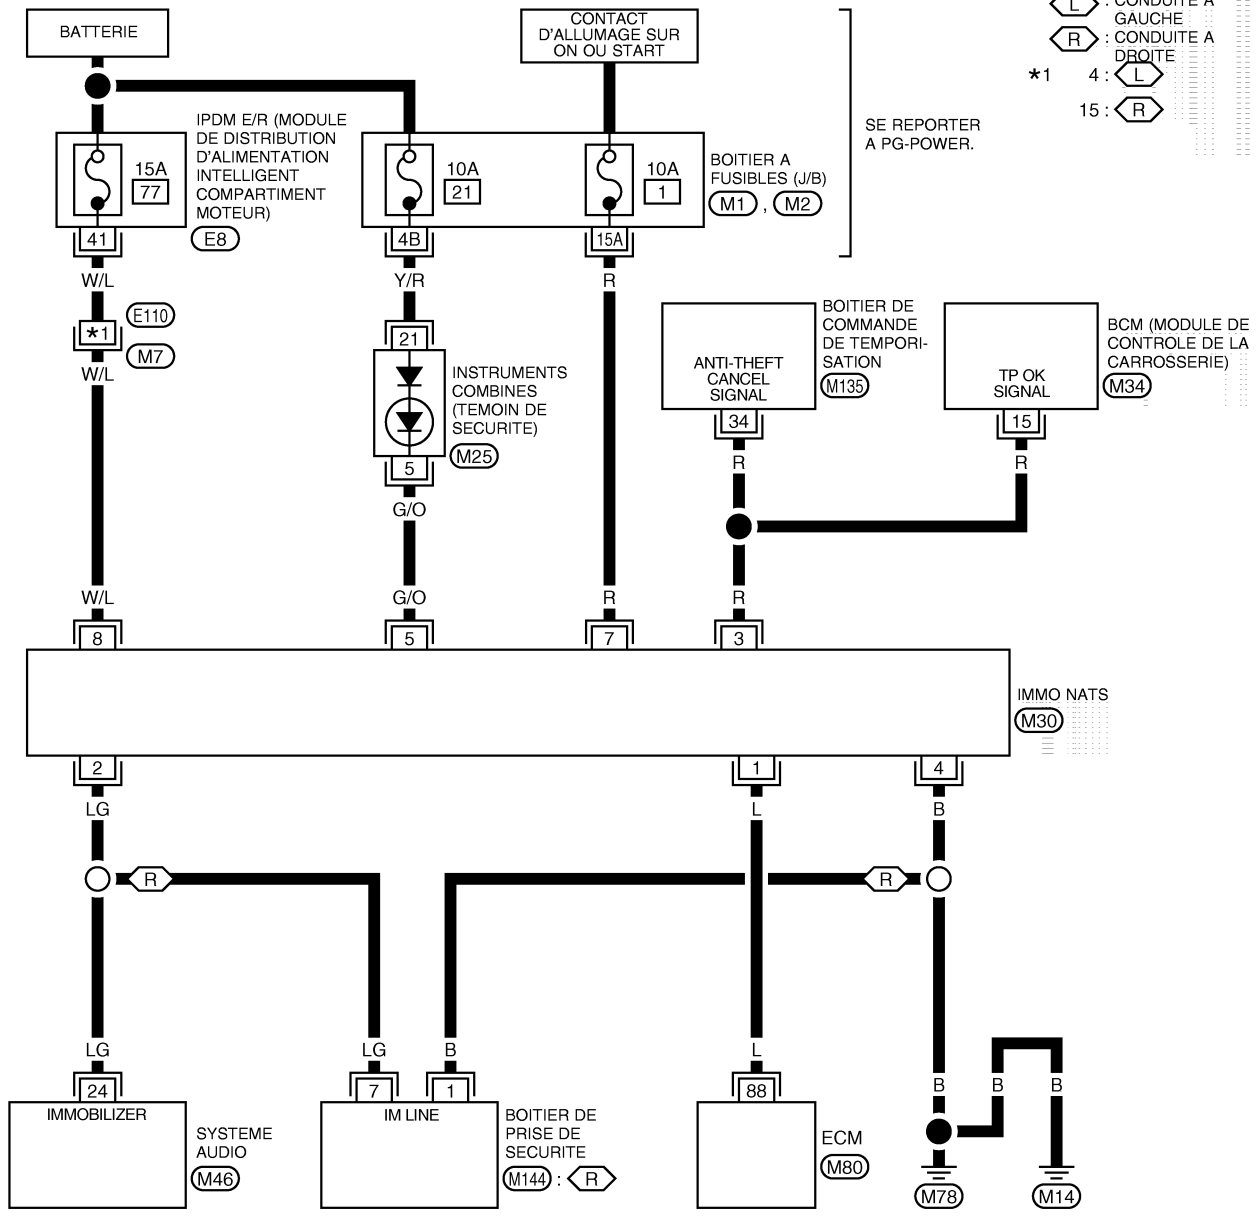 BATTERIE
CONTACT
D'ALLUMAGE SUR
ON OU START
L : CONDUITE A
GAUCHE
R : CONDUITE A
DROITE
*1 4 : L
15 : R
SE REPORTER
A PG-POWER.
IPDM E/R (MODULE
DE DISTRIBUTION
D'ALIMENTATION
INTELLIGENT
COMPARTIMENT
MOTEUR)
E8
15A
77
10A
21
10A
1
BOITIER A
FUSIBLES (J/B)
M1 , M2
41
4B
15A
W/L
Y/R
R
E110
*1
M7
W/L
21
INSTRUMENTS
COMBINES
(TEMOIN DE
SECURITE)
M25
5
G/O
ANTI-THEFT
CANCEL
SIGNAL
BOITIER DE
COMMANDE
DE TEMPORI-
SATION
M135
34
R
TP OK
SIGNAL
BCM (MODULE DE
CONTROLE DE LA
CARROSSERIE)
M34
15
R
W/L
G/O
R
R
8
5
7
3
IMMO NATS
M30
2
1
4
LG
L
B
R
R
LG
LG
B
L
B
B
B
24
7
1
88
IMMOBILIZER
SYSTEME
AUDIO
M46
IM LINE
BOITIER DE
PRISE DE
SECURITE
M144 : R
ECM
M80
M78
M14